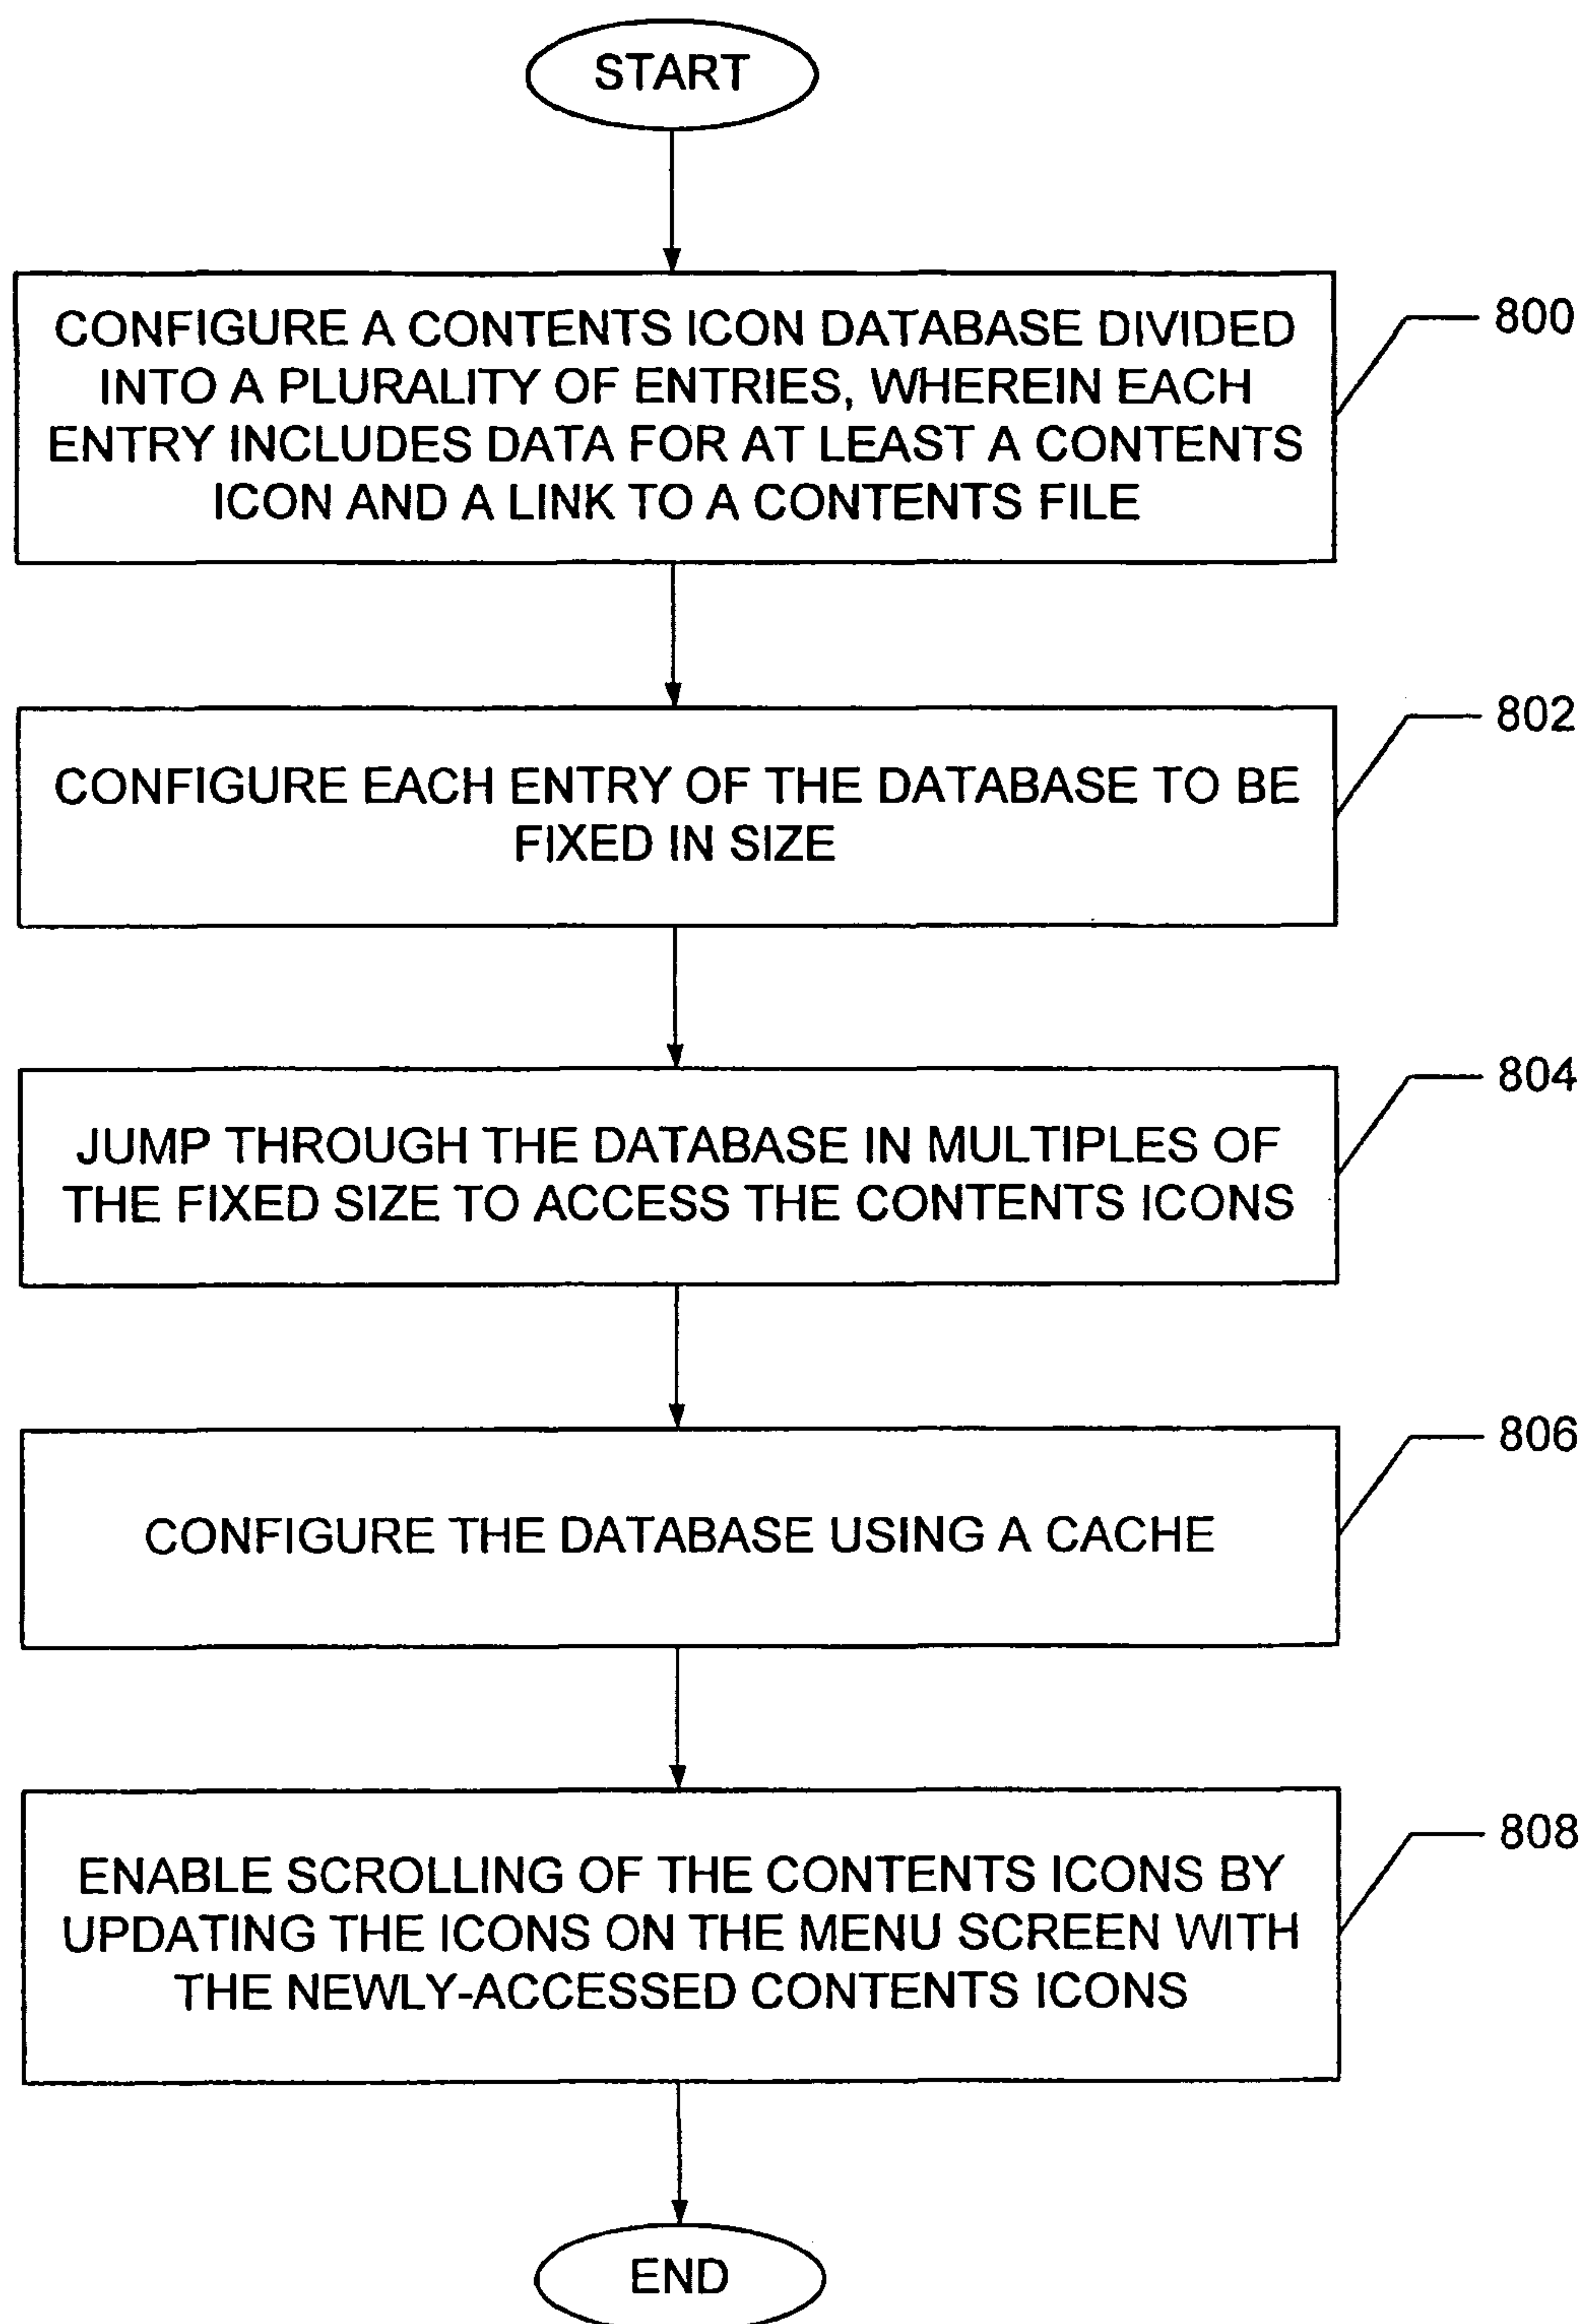 START
CONFIGURE A CONTENTS ICON DATABASE DIVIDED
INTO A PLURALITY OF ENTRIES, WHEREIN EACH
ENTRY INCLUDES DATA FOR AT LEAST A CONTENTS
ICON AND A LINK TO A CONTENTS FILE
800
CONFIGURE EACH ENTRY OF THE DATABASE TO BE
FIXED IN SIZE
802
JUMP THROUGH THE DATABASE IN MULTIPLES OF
THE FIXED SIZE TO ACCESS THE CONTENTS ICONS
804
CONFIGURE THE DATABASE USING A CACHE
806
ENABLE SCROLLING OF THE CONTENTS ICONS BY
UPDATING THE ICONS ON THE MENU SCREEN WITH
THE NEWLY-ACCESSED CONTENTS ICONS
808
END